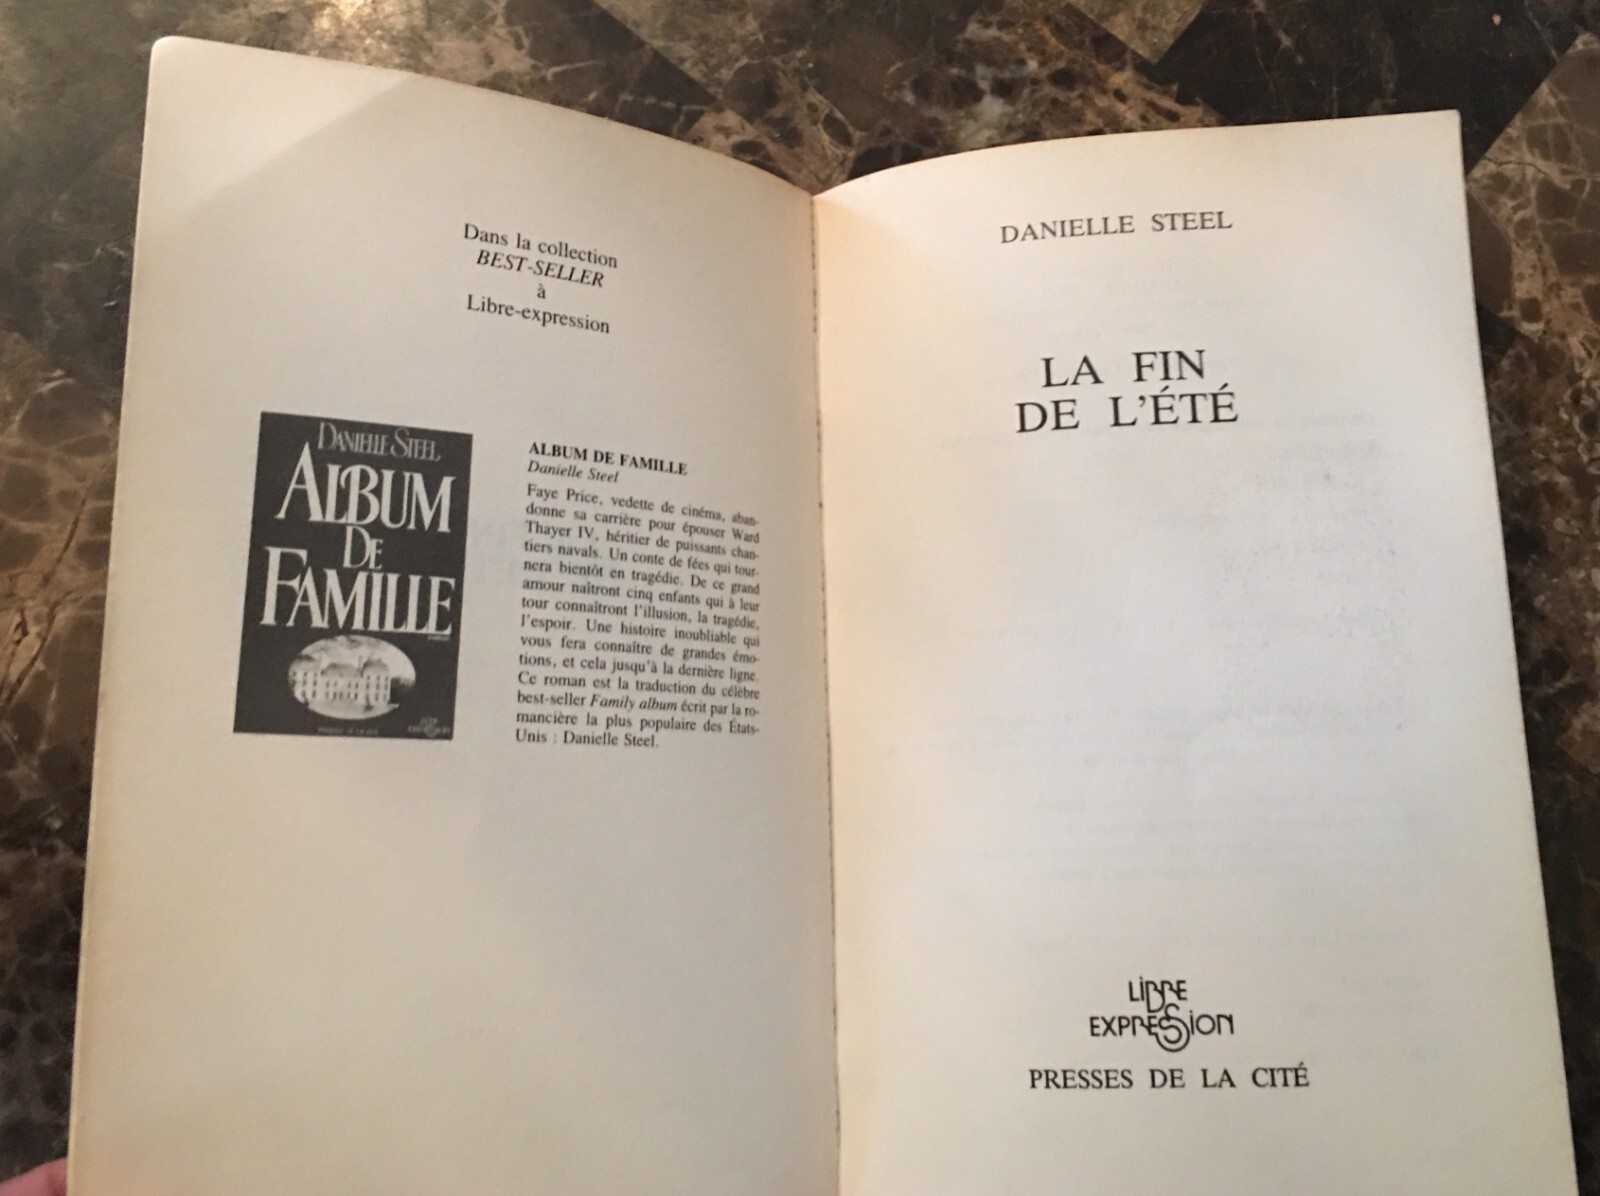 Dans la collection
BEST-SELLER
à
Libre-expression
DANIELLE STEEL
ALBUM
DE
FAMILLE
ALBUM DE FAMILLE
Danielle Steel
Faye Price, vedette de cinéma, aban-
donne sa carrière pour épouser Ward
Thayer IV, héritier de puissants chan-
tiers navals. Un conte de fées qui tour-
nera bientôt en tragédie. De ce grand
amour naîtront cinq enfants qui à leur
tour connaîtront l'illusion, la tragédie,
l'espoir. Une histoire inoubliable qui
vous fera connaître de grandes émo-
tions, et cela jusqu'à la dernière ligne.
Ce roman est la traduction du célèbre
best-seller Family album écrit par la ro-
mancière la plus populaire des États-
Unis : Danielle Steel.
DANIELLE STEEL
LA FIN
DE L'ÉTÉ
LIBRE
EXPRESSION
PRESSES DE LA CITÉ